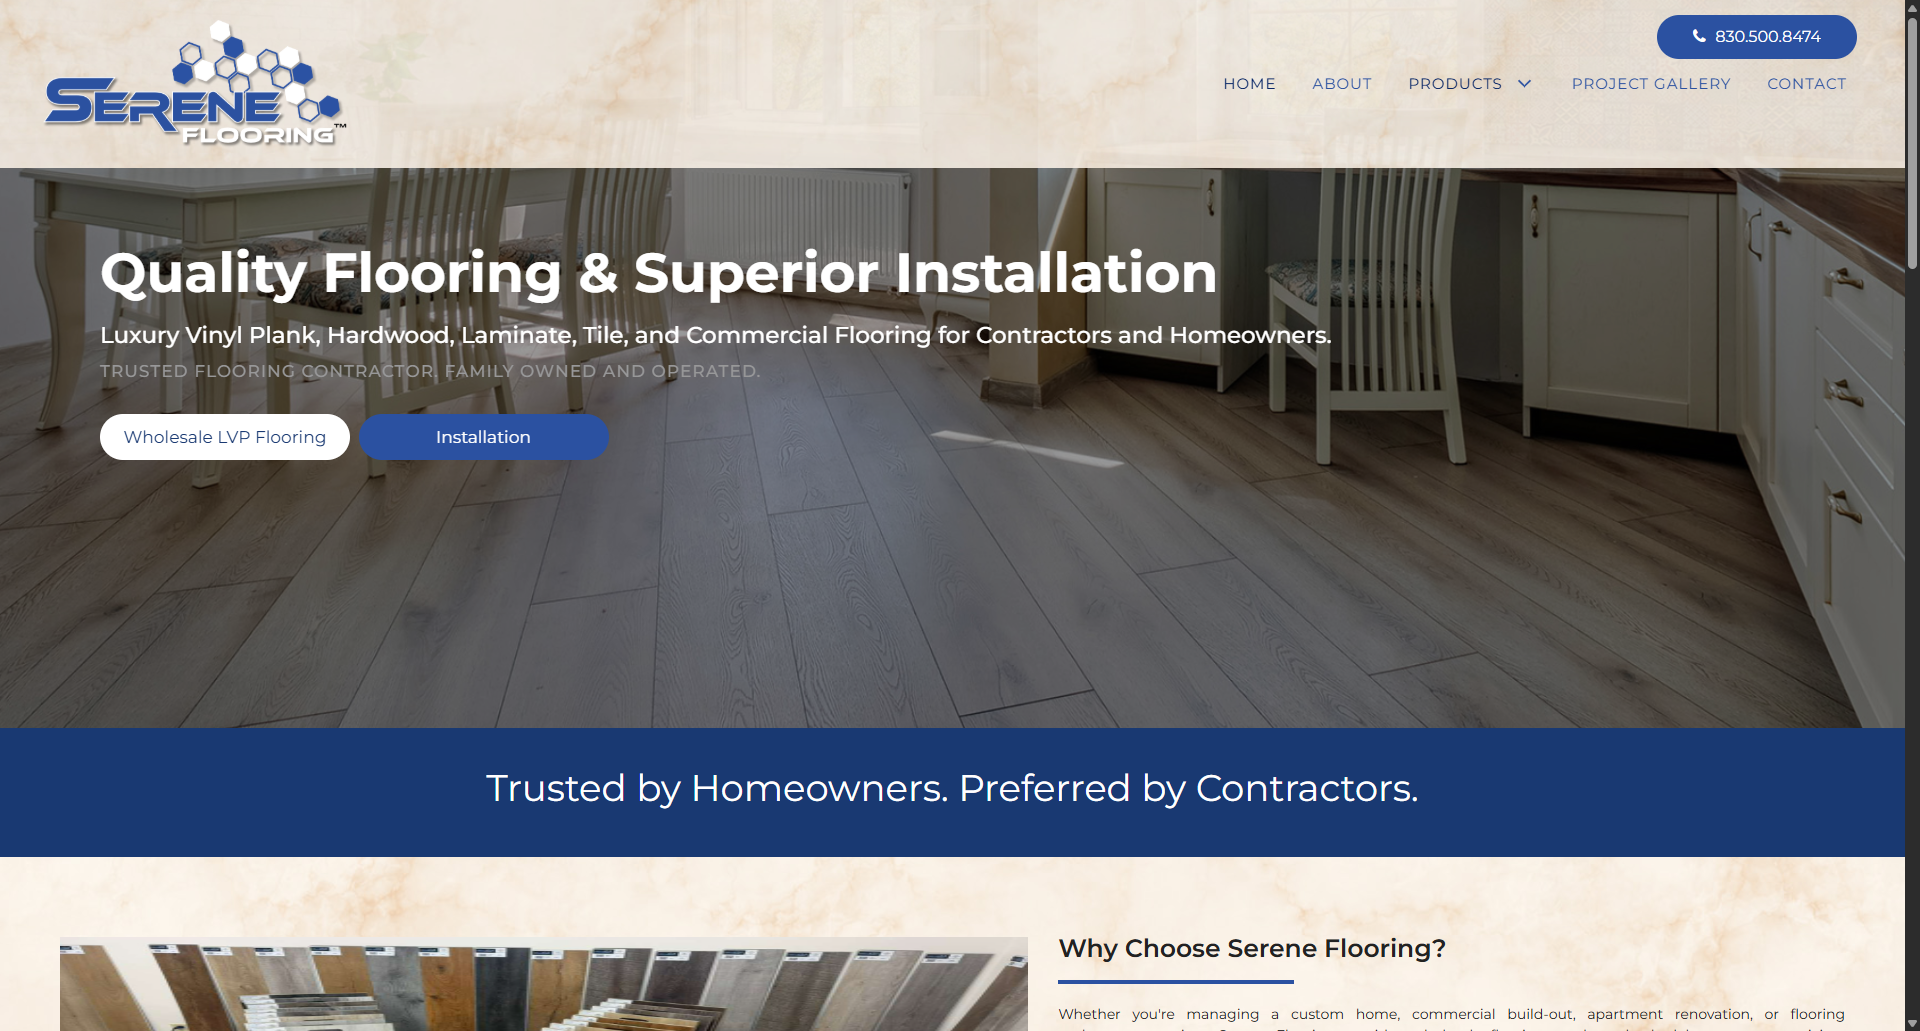 SERENE
FLOORING™
830.500.8474
HOME
ABOUT
PRODUCTS
PROJECT GALLERY
CONTACT
Quality Flooring & Superior Installation
Luxury Vinyl Plank, Hardwood, Laminate, Tile, and Commercial Flooring for Contractors and Homeowners.
TRUSTED FLOORING CONTRACTOR. FAMILY OWNED AND OPERATED.
Wholesale LVP Flooring
Installation
Trusted by Homeowners. Preferred by Contractors.
Why Choose Serene Flooring?
Whether you're managing a custom home, commercial build-out, apartment renovation, or flooring